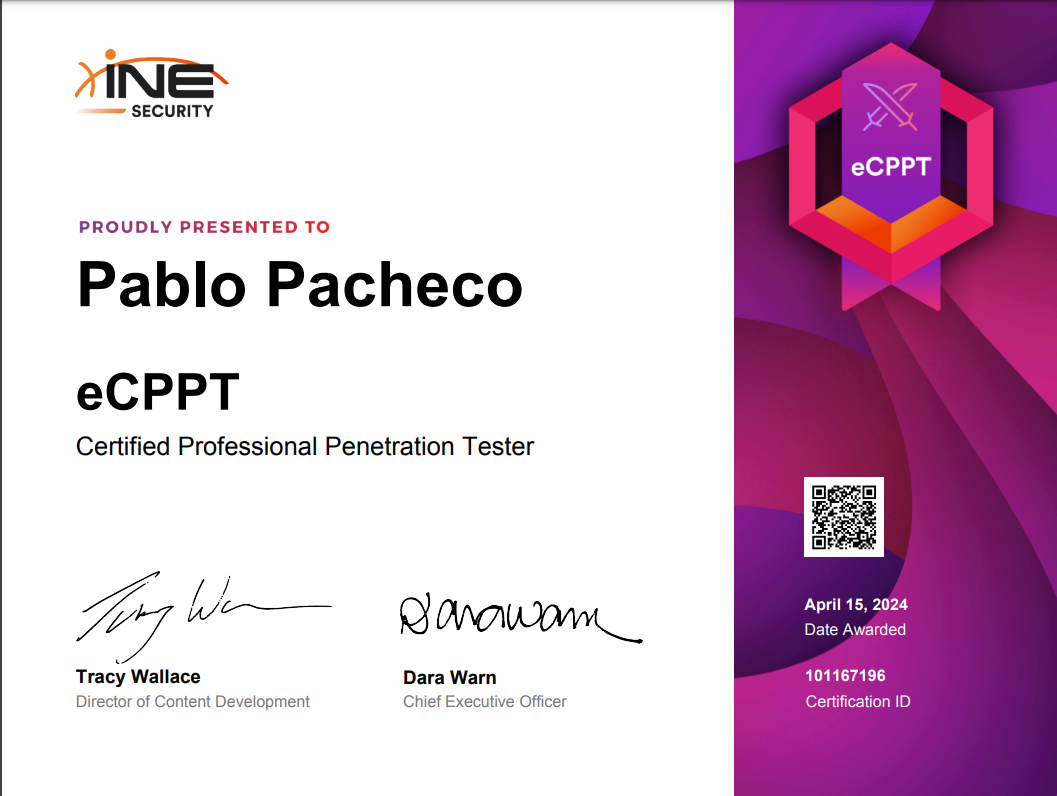 INE
SECURITY
eCPPT
PROUDLY PRESENTED TO
Pablo Pacheco
eCPPT
Certified Professional Penetration Tester
Tracy Wallace
Director of Content Development
Dara Warn
Chief Executive Officer
April 15, 2024
Date Awarded
101167196
Certification ID